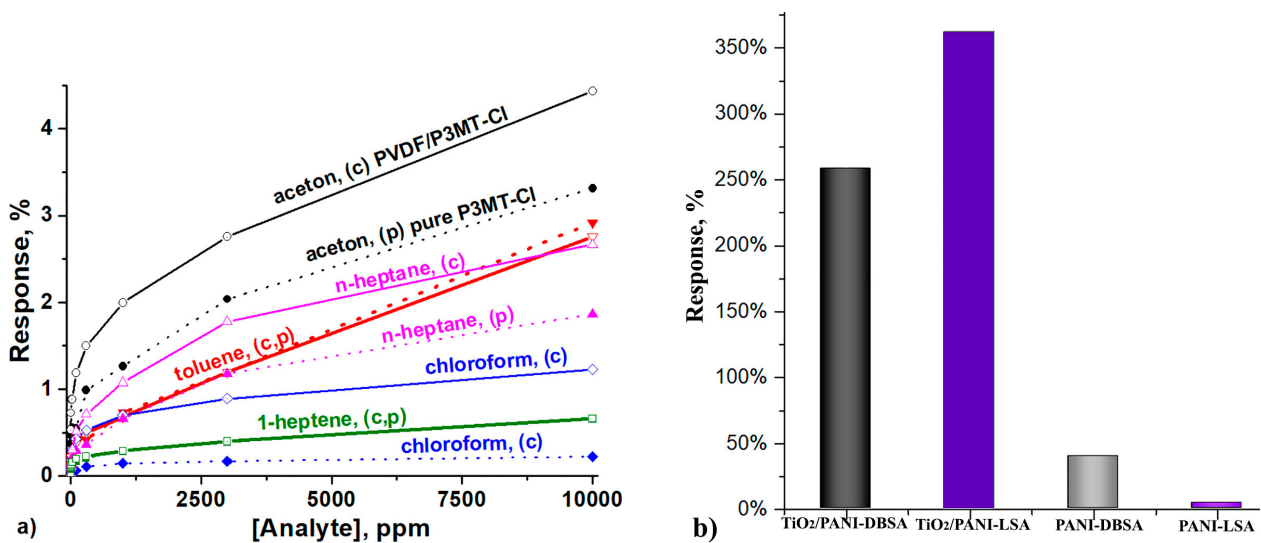 Response, %
4
3
2
1
0
aceton, (c) PVDF/P3MT-Cl
aceton, (p) pure P3MT-Cl
n-heptane, (c)
toluene, (c,p)
n-heptane, (p)
chloroform, (c)
1-heptene, (c,p)
chloroform, (c)
0 2500 5000 7500 10000
[Analyte], ppm
a)
Response, %
350%
300%
250%
200%
150%
100%
50%
0%
TiO₂/PANI-DBSA TiO₂/PANI-LSA PANI-DBSA PANI-LSA
b)